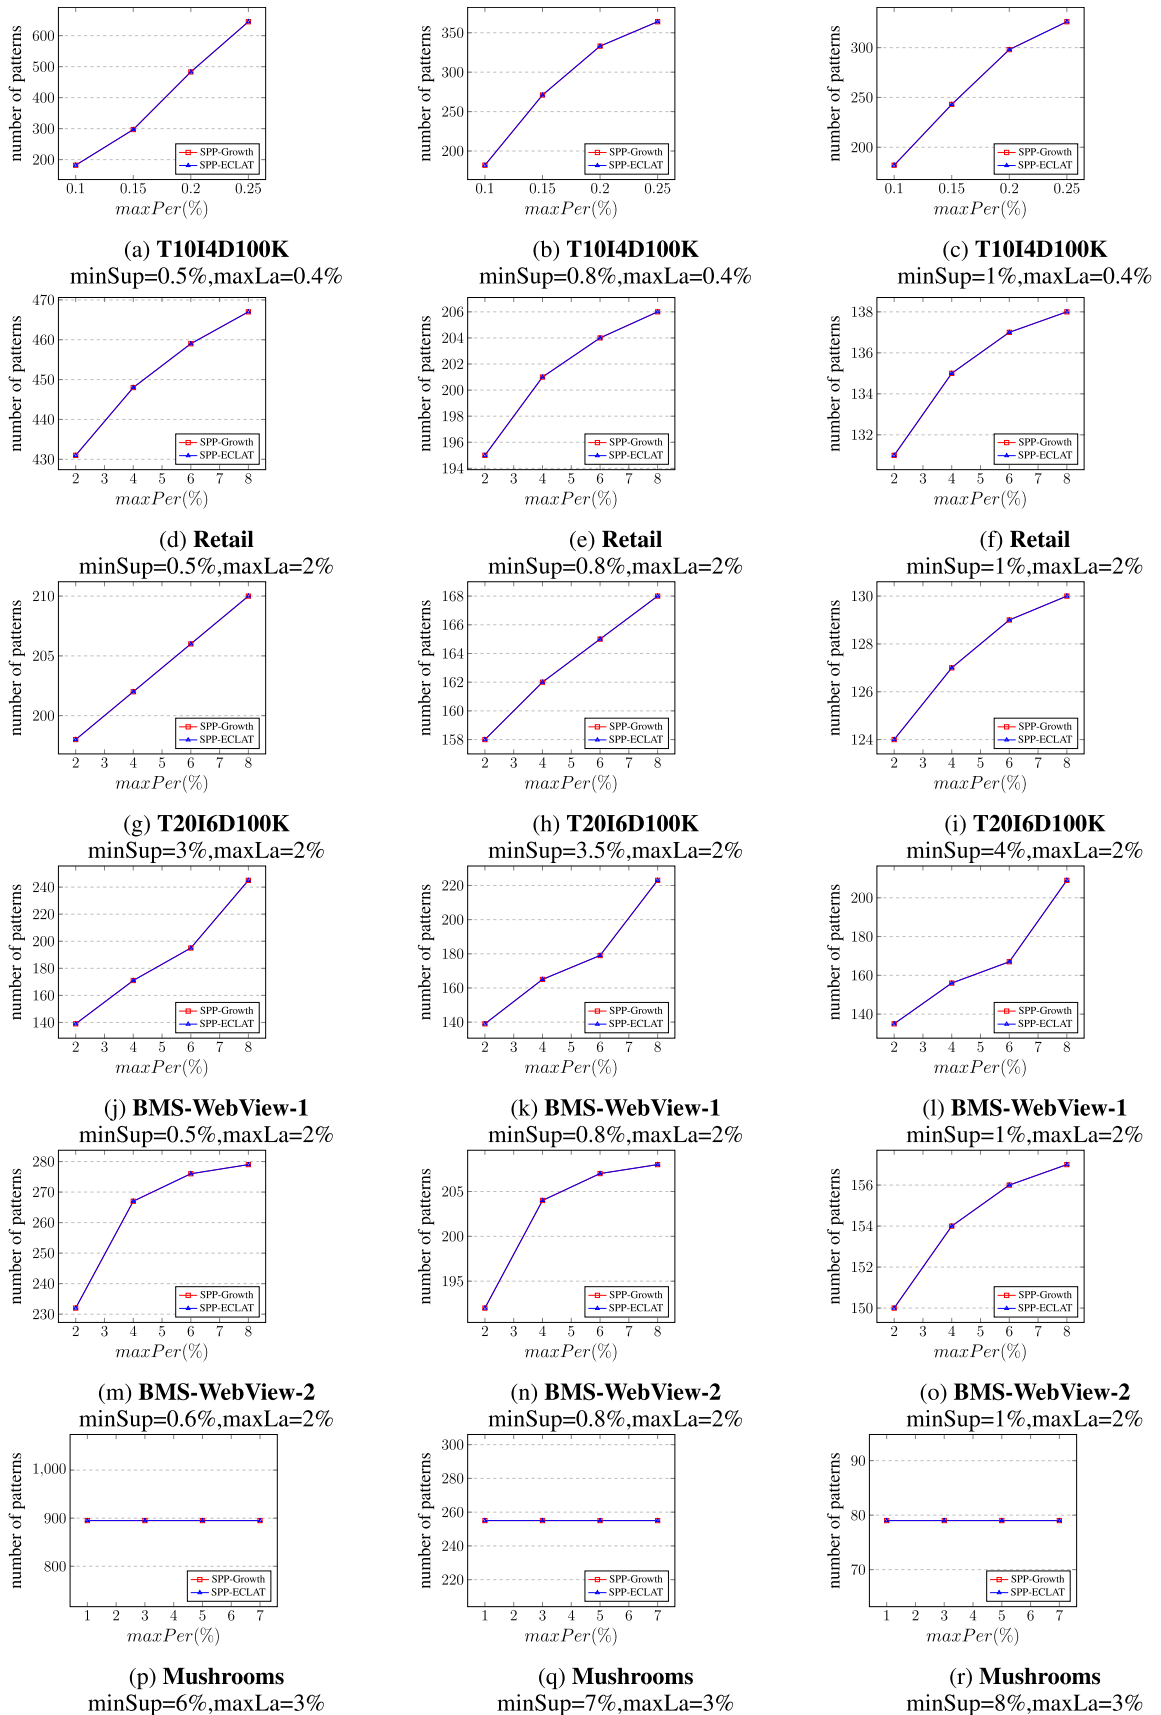 number of patterns
600
500
400
300
200
SPP-Growth
SPP-ECLAT
0.1 0.15 0.2 0.25
maxPer(%)
(a) T10I4D100K
minSup=0.5%,maxLa=0.4%
number of patterns
350
300
250
200
SPP-Growth
SPP-ECLAT
0.1 0.15 0.2 0.25
maxPer(%)
(b) T10I4D100K
minSup=0.8%,maxLa=0.4%
number of patterns
300
250
200
SPP-Growth
SPP-ECLAT
0.1 0.15 0.2 0.25
maxPer(%)
(c) T10I4D100K
minSup=1%,maxLa=0.4%
number of patterns
470
460
450
440
430
SPP-Growth
SPP-ECLAT
2 3 4 5 6 7 8
maxPer(%)
(d) Retail
minSup=0.5%,maxLa=2%
number of patterns
206
204
202
200
198
196
194
SPP-Growth
SPP-ECLAT
2 3 4 5 6 7 8
maxPer(%)
(e) Retail
minSup=0.8%,maxLa=2%
number of patterns
138
136
134
132
SPP-Growth
SPP-ECLAT
2 3 4 5 6 7 8
maxPer(%)
(f) Retail
minSup=1%,maxLa=2%
number of patterns
210
205
200
SPP-Growth
SPP-ECLAT
2 3 4 5 6 7 8
maxPer(%)
(g) T20I6D100K
minSup=3%,maxLa=2%
number of patterns
168
166
164
162
160
158
SPP-Growth
SPP-ECLAT
2 3 4 5 6 7 8
maxPer(%)
(h) T20I6D100K
minSup=3.5%,maxLa=2%
number of patterns
130
128
126
124
SPP-Growth
SPP-ECLAT
2 3 4 5 6 7 8
maxPer(%)
(i) T20I6D100K
minSup=4%,maxLa=2%
number of patterns
240
220
200
180
160
140
SPP-Growth
SPP-ECLAT
2 3 4 5 6 7 8
maxPer(%)
(j) BMS-WebView-1
minSup=0.5%,maxLa=2%
number of patterns
220
200
180
160
140
SPP-Growth
SPP-ECLAT
2 3 4 5 6 7 8
maxPer(%)
(k) BMS-WebView-1
minSup=0.8%,maxLa=2%
number of patterns
200
180
160
140
SPP-Growth
SPP-ECLAT
2 3 4 5 6 7 8
maxPer(%)
(l) BMS-WebView-1
minSup=1%,maxLa=2%
number of patterns
280
270
260
250
240
230
SPP-Growth
SPP-ECLAT
2 3 4 5 6 7 8
maxPer(%)
(m) BMS-WebView-2
minSup=0.6%,maxLa=2%
number of patterns
205
200
195
SPP-Growth
SPP-ECLAT
2 3 4 5 6 7 8
maxPer(%)
(n) BMS-WebView-2
minSup=0.8%,maxLa=2%
number of patterns
156
154
152
150
SPP-Growth
SPP-ECLAT
2 3 4 5 6 7 8
maxPer(%)
(o) BMS-WebView-2
minSup=1%,maxLa=2%
number of patterns
1,000
900
800
SPP-Growth
SPP-ECLAT
1 2 3 4 5 6 7
maxPer(%)
(p) Mushrooms
minSup=6%,maxLa=3%
number of patterns
300
280
260
240
220
SPP-Growth
SPP-ECLAT
1 2 3 4 5 6 7
maxPer(%)
(q) Mushrooms
minSup=7%,maxLa=3%
number of patterns
90
80
70
SPP-Growth
SPP-ECLAT
1 2 3 4 5 6 7
maxPer(%)
(r) Mushrooms
minSup=8%,maxLa=3%